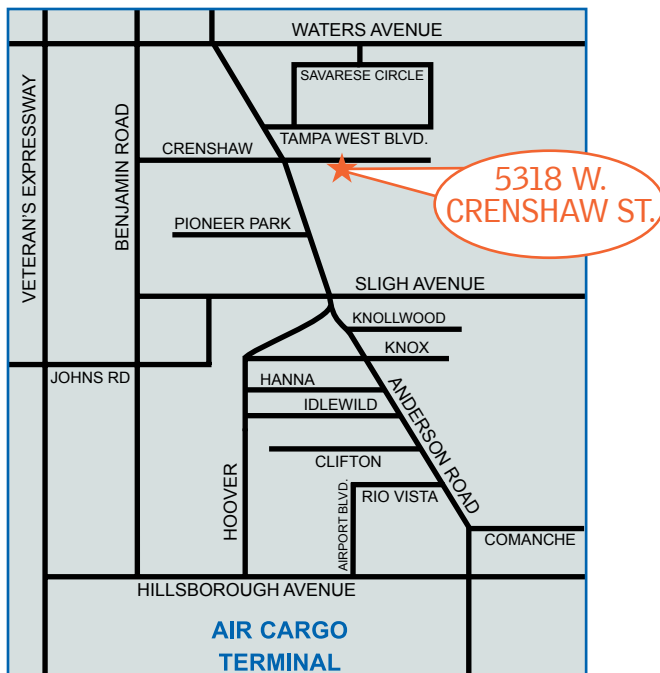 WATERS AVENUE
SAVARESE CIRCLE
TAMPA WEST BLVD.
VETERAN'S EXPRESSWAY
BENJAMIN ROAD
CRENSHAW
5318 W.
CRENSHAW ST.
PIONEER PARK
SLIGH AVENUE
KNOLLWOOD
KNOX
JOHNS RD
HANNA
IDLEWILD
ANDERSON ROAD
CLIFTON
HOOVER
AIRPORT BLVD.
RIO VISTA
COMANCHE
HILLSBOROUGH AVENUE
AIR CARGO
TERMINAL